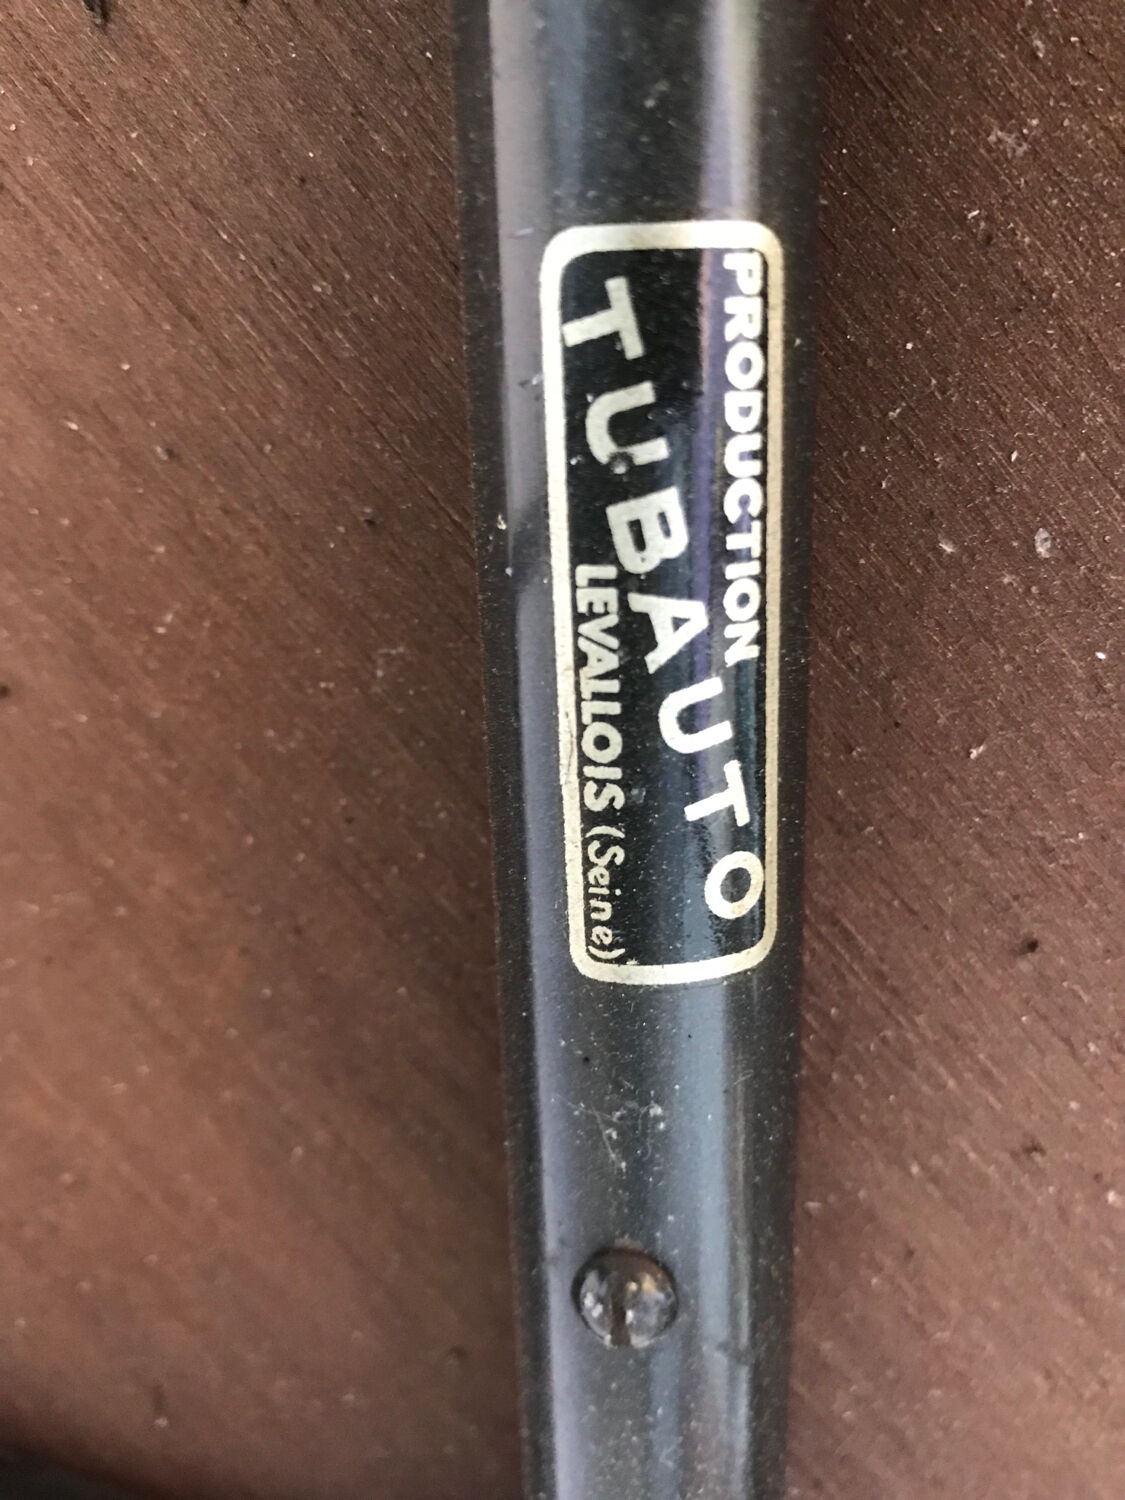 PRODUCTION
TUBAUTO
LEVALLOIS (Seine)